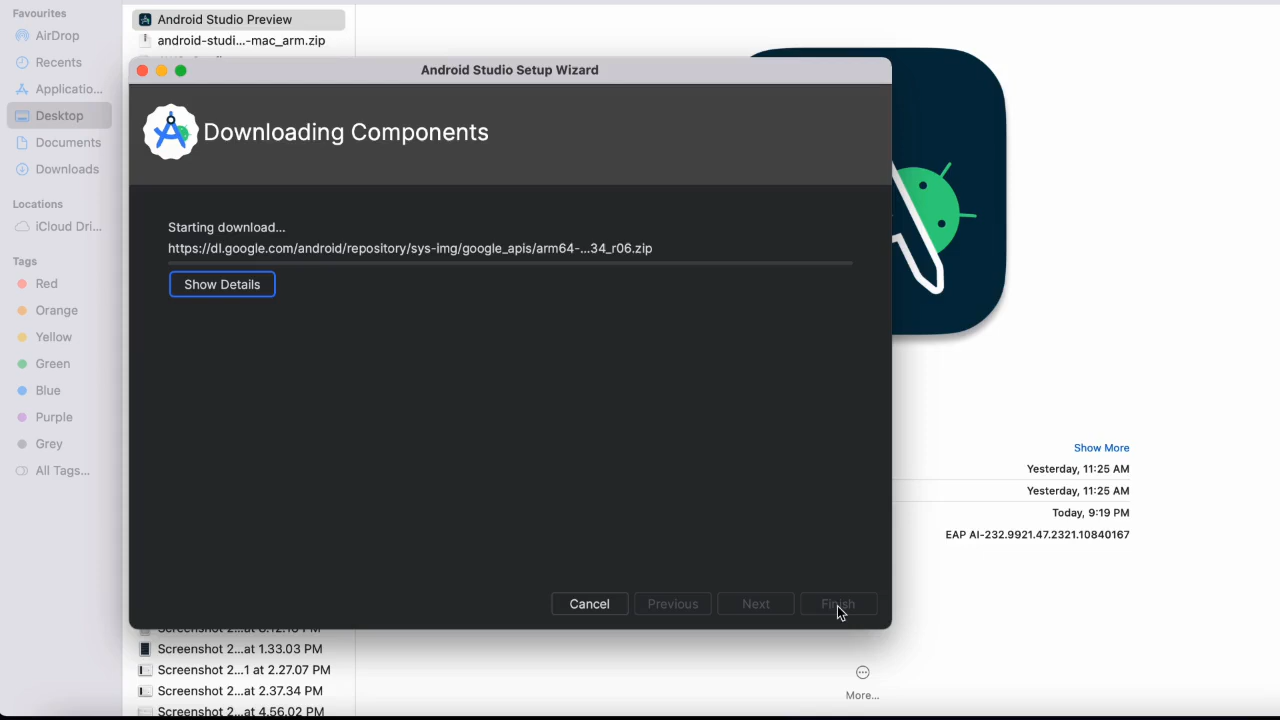 Favourites
AirDrop
Recents
Applicatio...
Desktop
Documents
Downloads
Locations
iCloud Dri...
Tags
Red
Orange
Yellow
Green
Blue
Purple
Grey
All Tags...
Android Studio Preview
android-studi...-mac_arm.zip
Android Studio Setup Wizard
Downloading Components
Starting download...
https://dl.google.com/android/repository/sys-img/google_apis/arm64-...34_r06.zip
Show Details
Cancel
Previous
Next
Finish
Screenshot 2...at 1.33.03 PM
Screenshot 2...1 at 2.27.07 PM
Screenshot 2...at 2.37.34 PM
Screenshot 2...at 4.56.02 PM
Show More
Yesterday, 11:25 AM
Yesterday, 11:25 AM
Today, 9:19 PM
EAP AI-232.9921.47.2321.10840167
More...